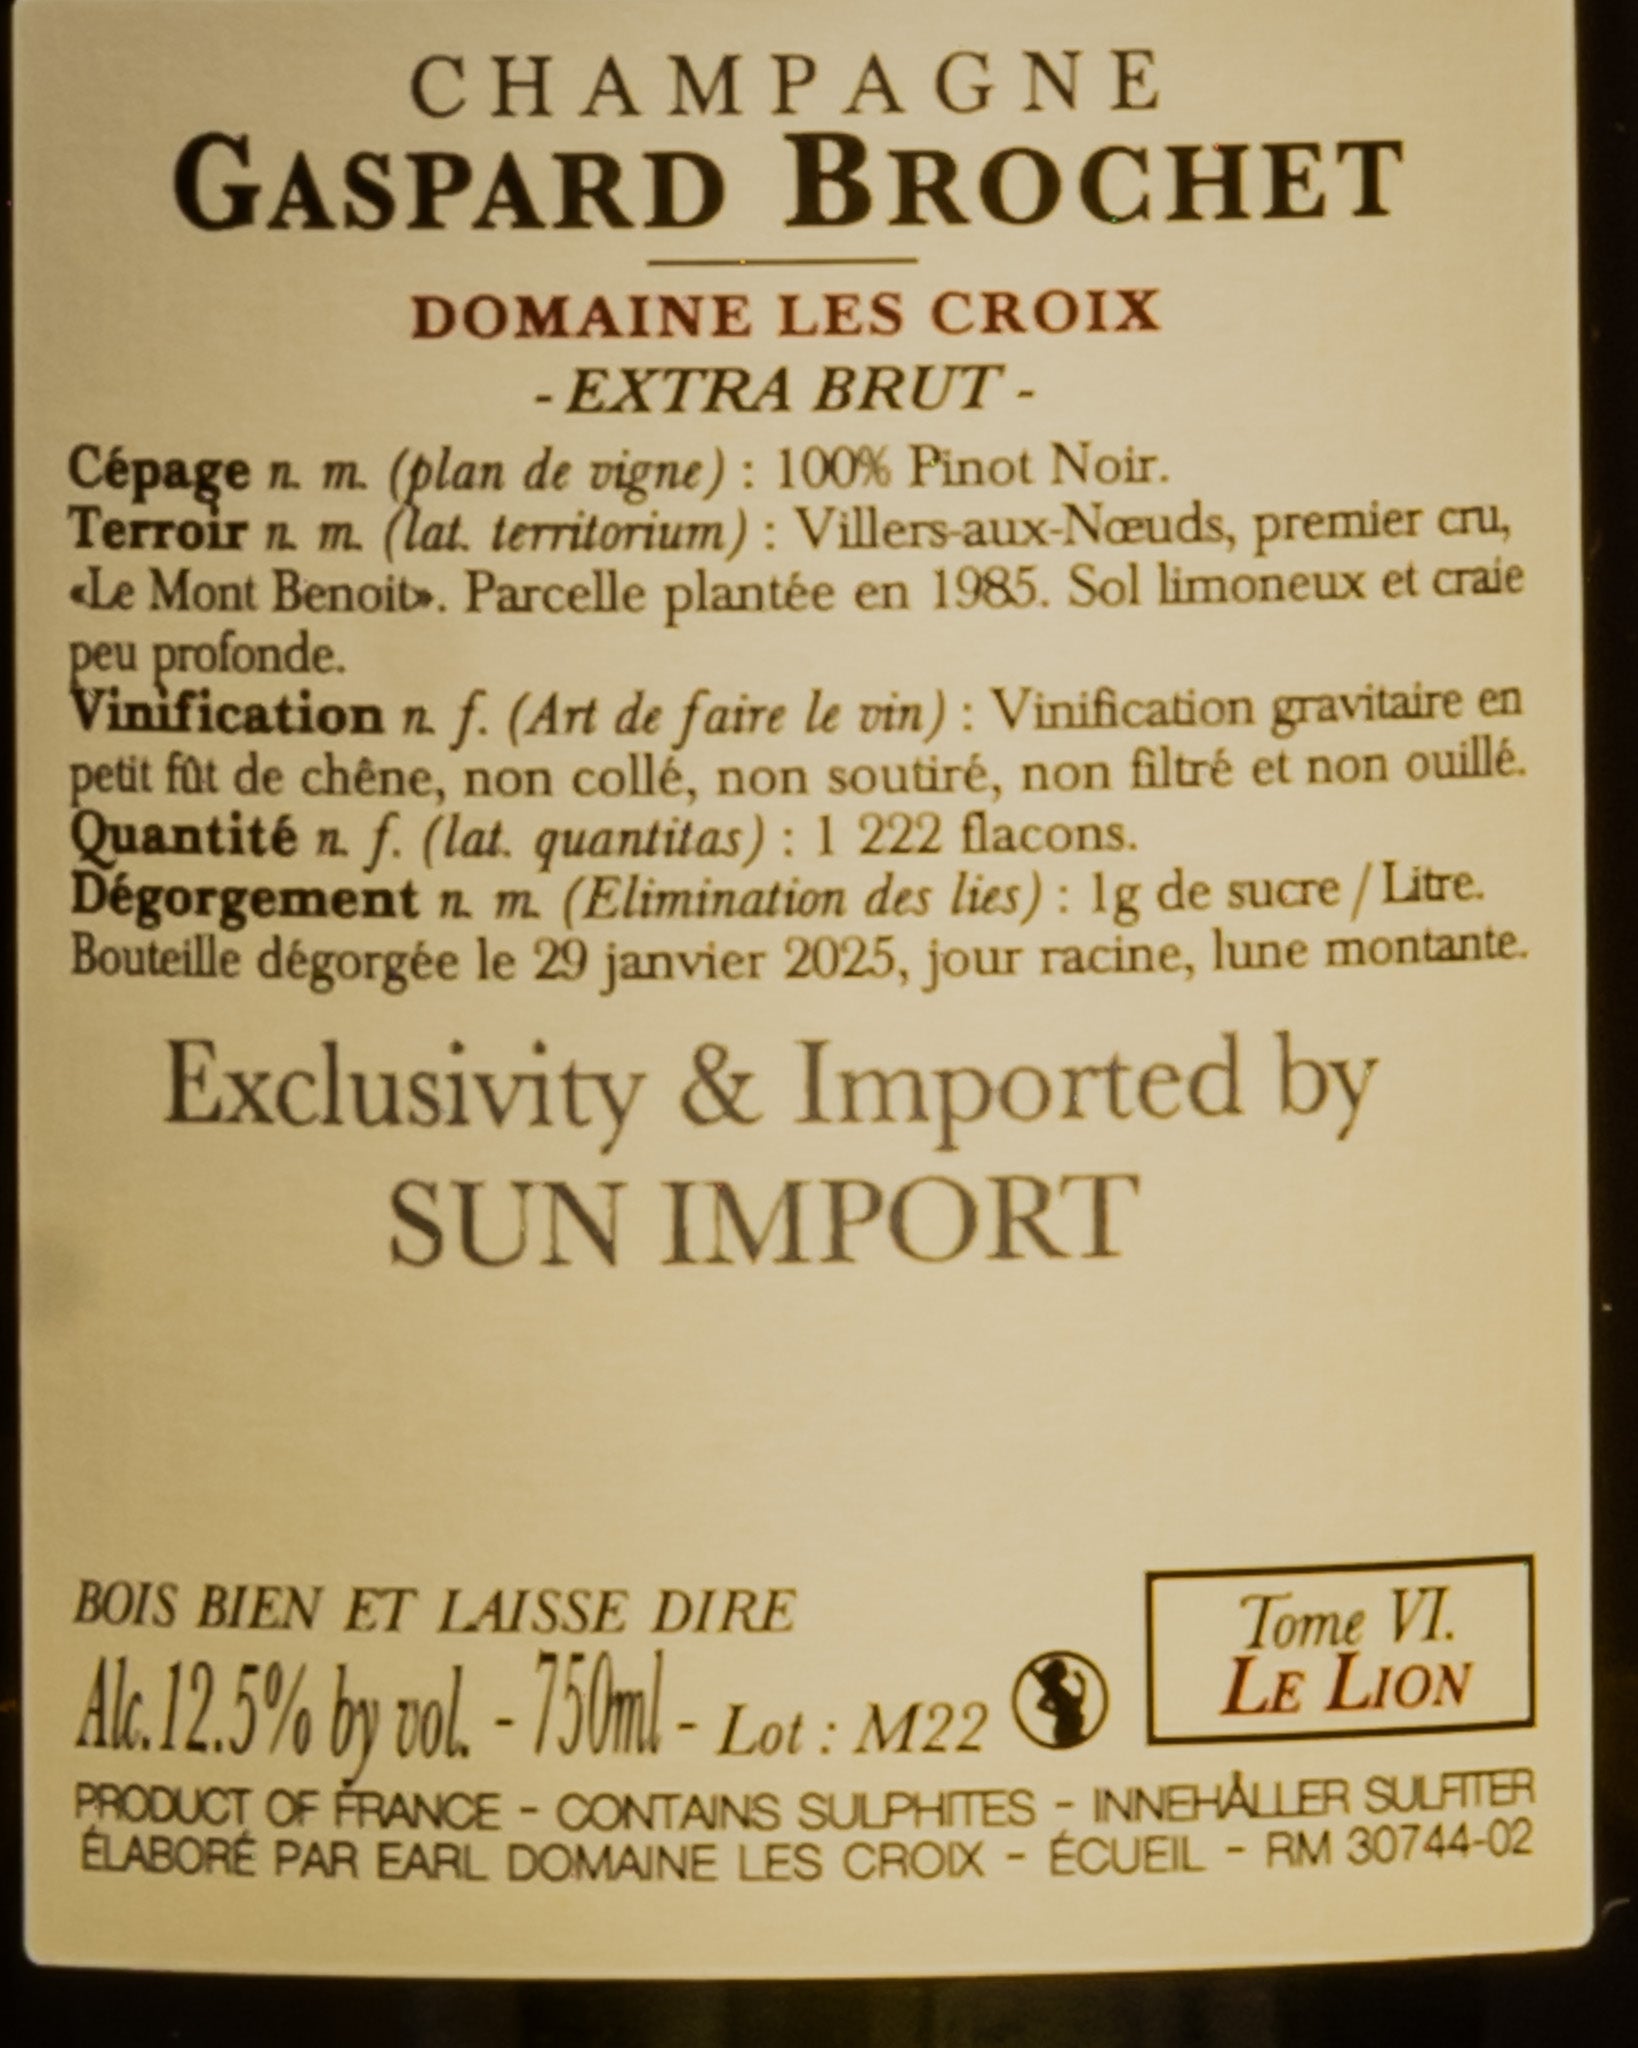 CHAMPAGNE
GASPARD BROCHET
DOMAINE LES CROIX
- EXTRA BRUT -
Cépage n. m. (plan de vigne) : 100% Pinot Noir.
Terroir n. m. (lat. territorium) : Villers-aux-Nœuds, premier cru,
«Le Mont Benoit». Parcelle plantée en 1985. Sol limoneux et craie
peu profonde.
Vinification n. f. (Art de faire le vin) : Vinification gravitaire en
petit fût de chêne, non collé, non soutiré, non filtré et non ouillé.
Quantité n. f. (lat. quantitas) : 1 222 flacons.
Dégorgement n. m. (Elimination des lies) : 1g de sucre / Litre.
Bouteille dégorgée le 29 janvier 2025, jour racine, lune montante.
Exclusivity & Imported by
SUN IMPORT
BOIS BIEN ET LAISSE DIRE
Alc. 12.5% by vol. - 750ml - Lot : M22
Tome VI.
LE LION
PRODUCT OF FRANCE - CONTAINS SULPHITES - INNEHÅLLER SULFITER
ÉLABORÉ PAR EARL DOMAINE LES CROIX - ÉCUEIL - RM 30744-02